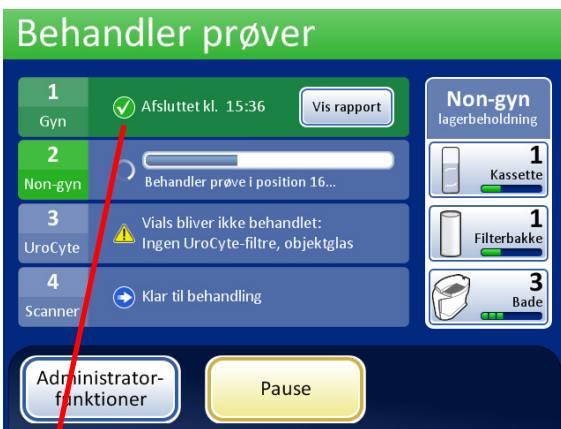 Behandler prøver
1
Gyn
Afsluttet kl. 15:36
Vis rapport
2
Non-gyn
Behandler prøve i position 16...
3
UroCyte
Vials bliver ikke behandlet:
Ingen UroCyte-filtre, objektglas
4
Scanner
Klar til behandling
Non-gyn
lagerbeholdning
1
Kassette
1
Filterbakke
3
Bade
Administrator-
funktioner
Pause